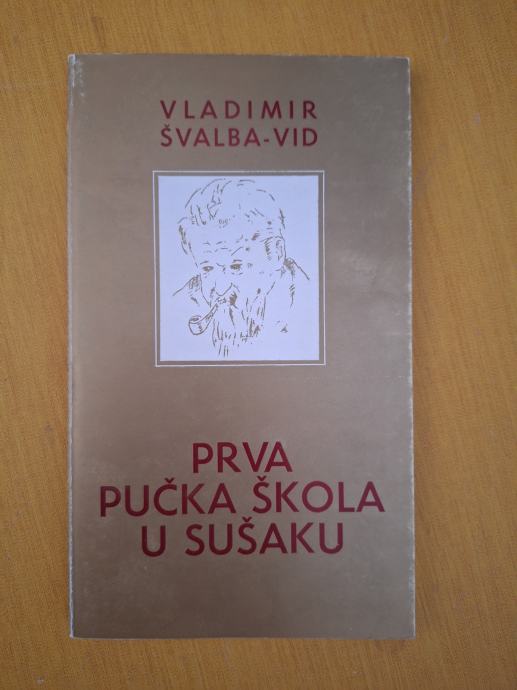 VLADIMIR
ŠVALBA-VID
PRVA
PUČKA ŠKOLA
U SUŠAKU